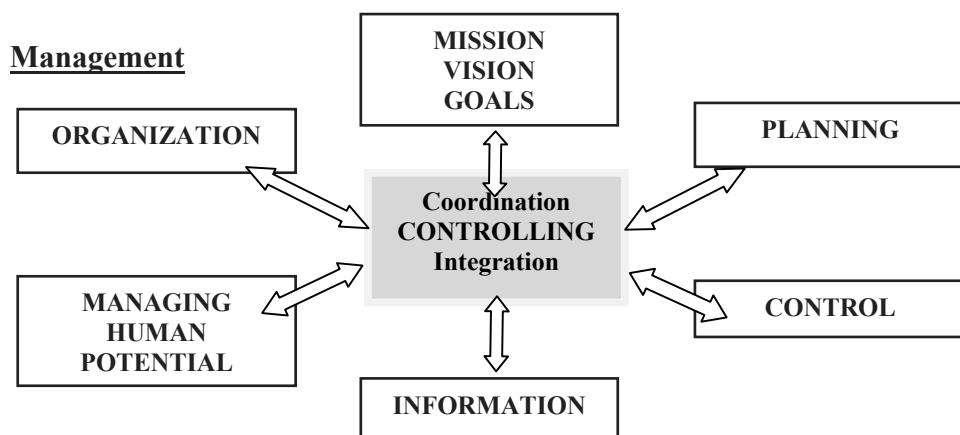 Management
MISSION
VISION
GOALS
ORGANIZATION
PLANNING
Coordination
CONTROLLING
Integration
MANAGING
HUMAN
POTENTIAL
CONTROL
INFORMATION